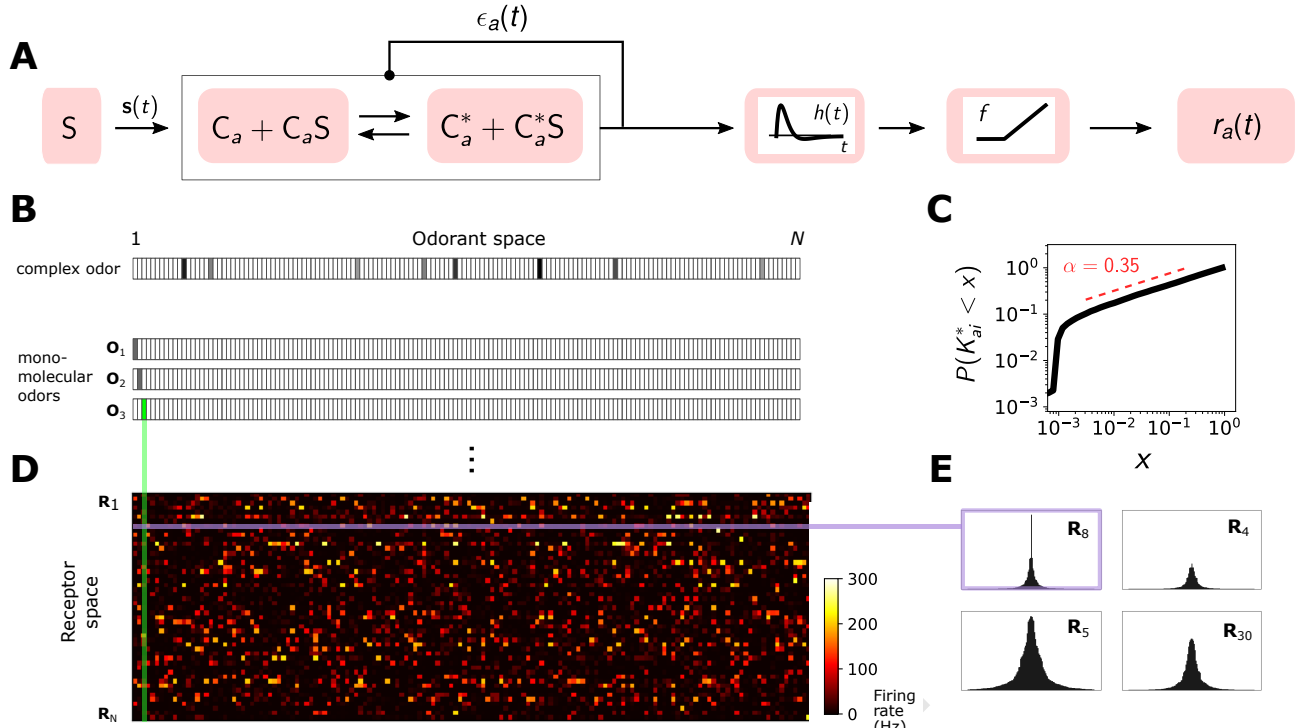 A
ϵₐ(t)
S
s(t)
Cₐ + CₐS
C*ₐ + C*ₐS
h(t)
t
f
rₐ(t)
B
1
Odorant space
N
complex odor
mono-
molecular
odors
O₁
O₂
O₃
⋮
C
α = 0.35
P(K*ₐᵢ < x)
10⁰
10⁻¹
10⁻²
10⁻³
10⁻³
10⁻²
10⁻¹
10⁰
x
D
R1
Receptor
space
R_N
300
200
100
0
Firing
rate
(Hz)
E
R₈
R₄
R₅
R₃₀